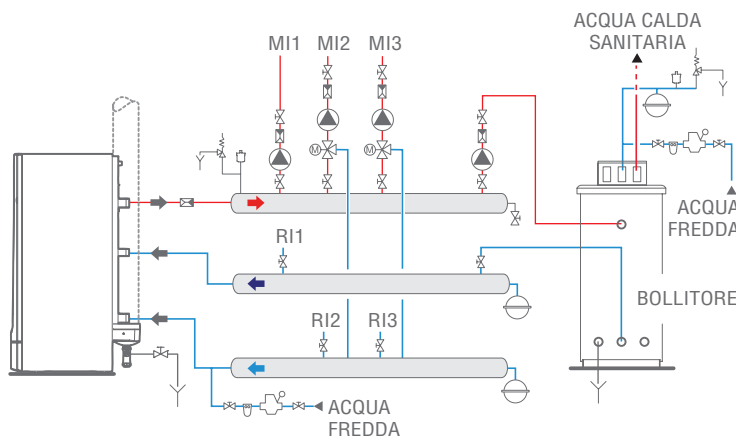 ACQUA CALDA
SANITARIA
MI1 MI2 MI3
M
M
ACQUA
FREDDA
RI1
BOLLITORE
RI2 RI3
ACQUA
FREDDA